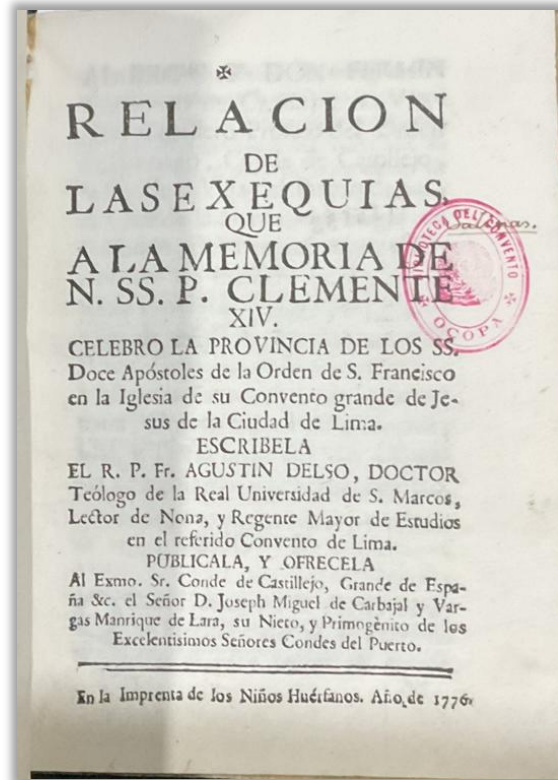 ✠
RELACION
DE
LAS EXEQUIAS,
QUE
A LA MEMORIA DE
N. SS. P. CLEMENTE
XIV.
CELEBRO LA PROVINCIA DE LOS SS.
Doce Apóstoles de la Orden de S. Francisco
en la Iglesia de su Convento grande de Je-
sus de la Ciudad de Lima.
ESCRIBELA
EL R. P. Fr. AGUSTIN DELSO, DOCTOR
Teólogo de la Real Universidad de S. Marcos,
Lector de Nona, y Regente Mayor de Estudios
en el referido Convento de Lima.
PUBLICALA, Y OFRECELA
Al Exmo. Sr. Conde de Castillejo, Grande de Espa-
ña &c. el Señor D. Joseph Miguel de Carbajal y Var-
gas Manrique de Lara, su Nieto, y Primogènito de los
Excelentisimos Señores Condes del Puerto.
En la Imprenta de los Niños Huérfanos. Año de 1776.
BIBLIOTECA DEL CONVENTO
OCOPA